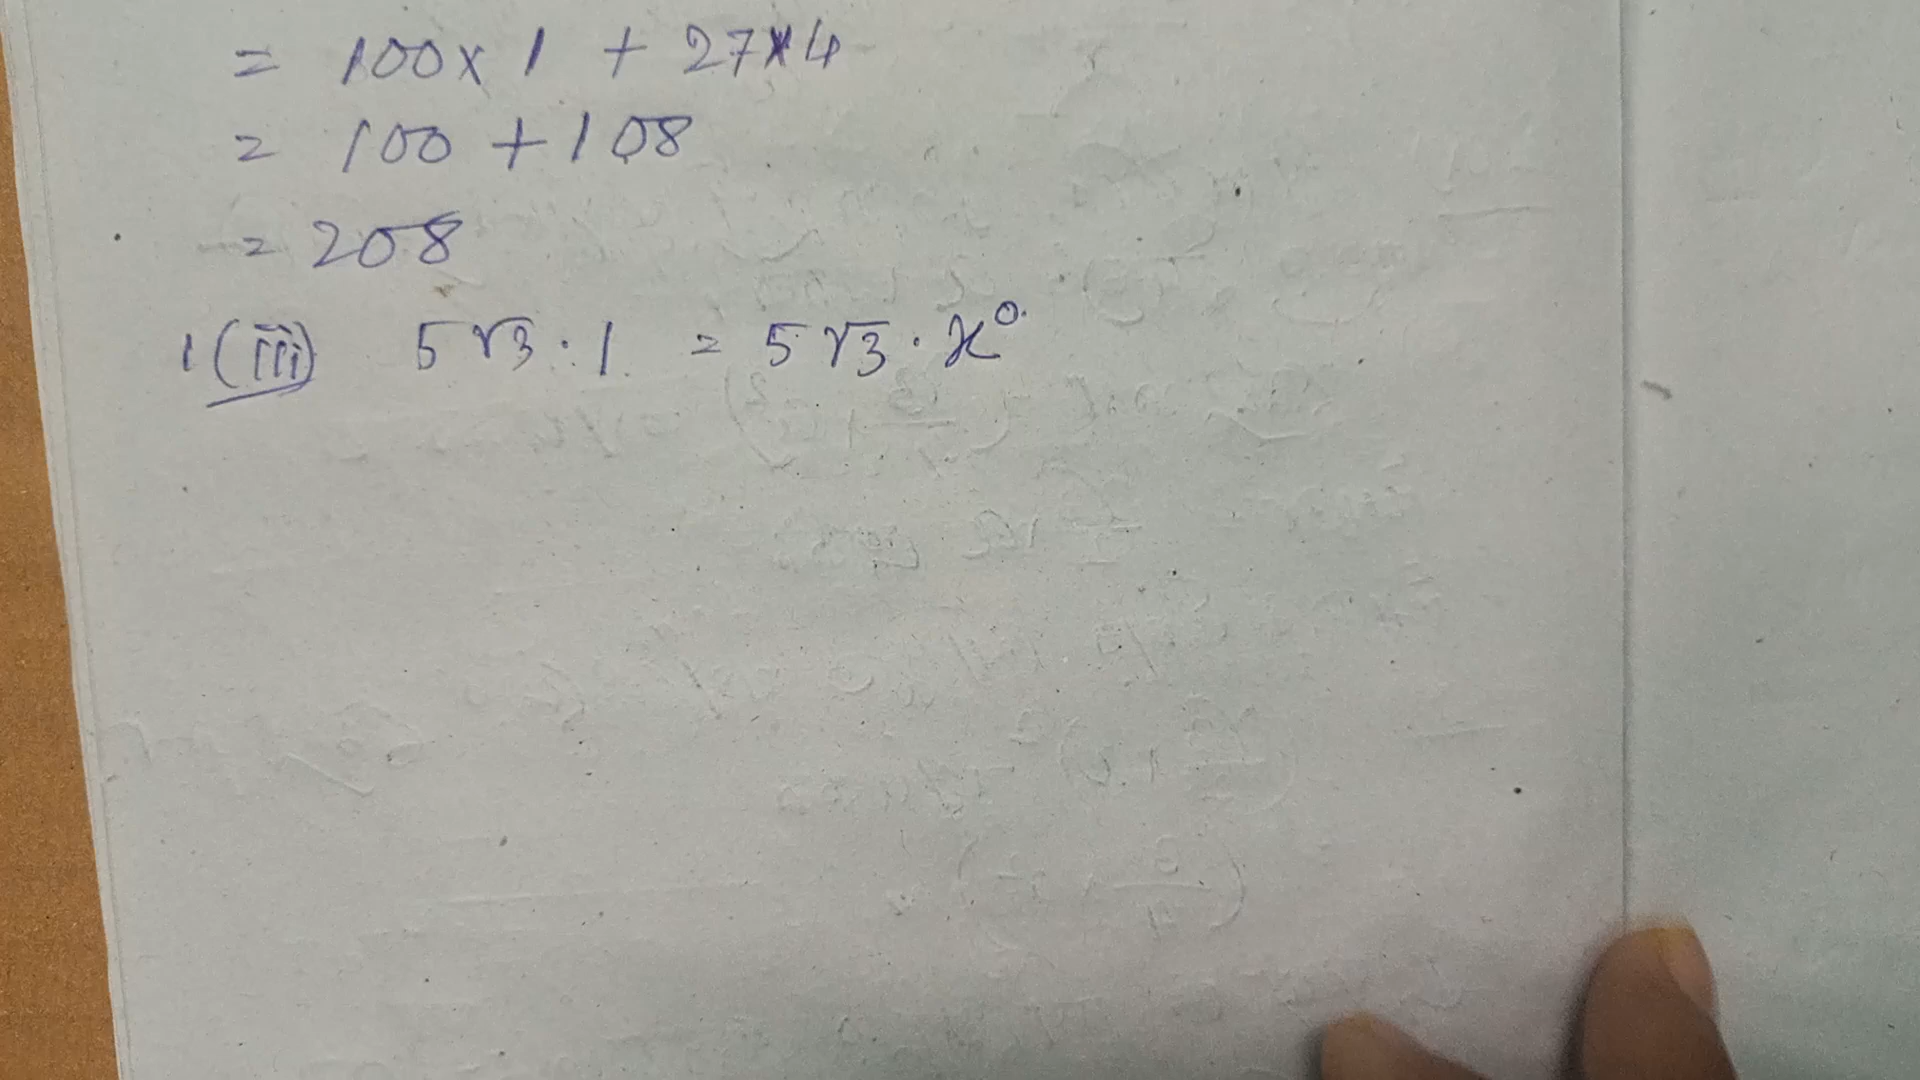 = 100 x 1 + 27 x 4
= 100 + 108
= 208
1 (iii) 5√3 · 1 = 5√3 · x⁰